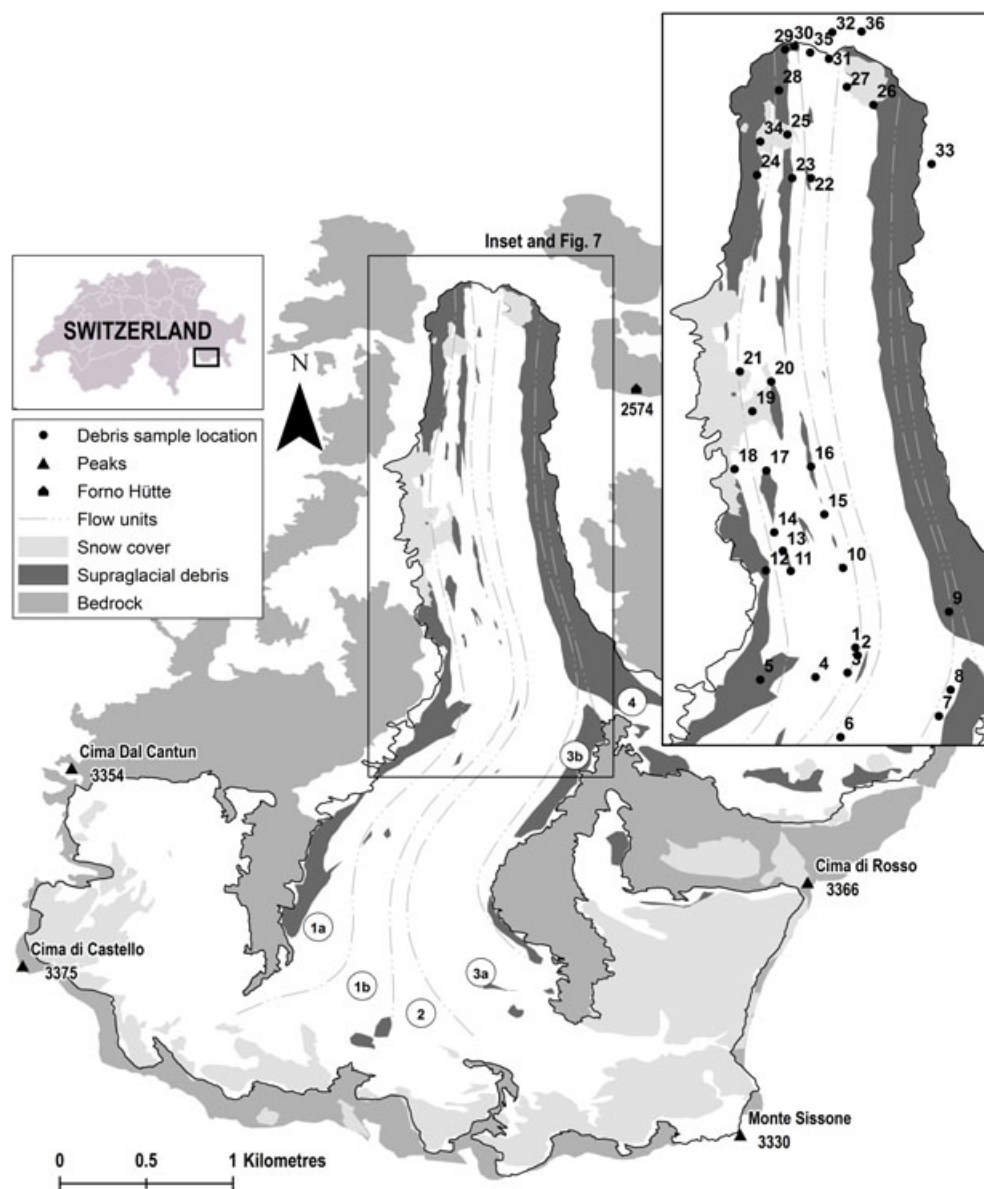 32 36
29 30 35
31
28
27
26
34 25
33
24 23
22
Inset and Fig. 7
SWITZERLAND
N
2574
21 20
19
18 17 16
15
14
13
12 11 10
9
1
2
3
5 4
8
7
6
Debris sample location
Peaks
Forno Hütte
Flow units
Snow cover
Supraglacial debris
Bedrock
4
3b
Cima Dal Cantun
3354
Cima di Rosso
3366
1a
Cima di Castello
3375
3a
1b
2
Monte Sissone
3330
0 0.5 1 Kilometres